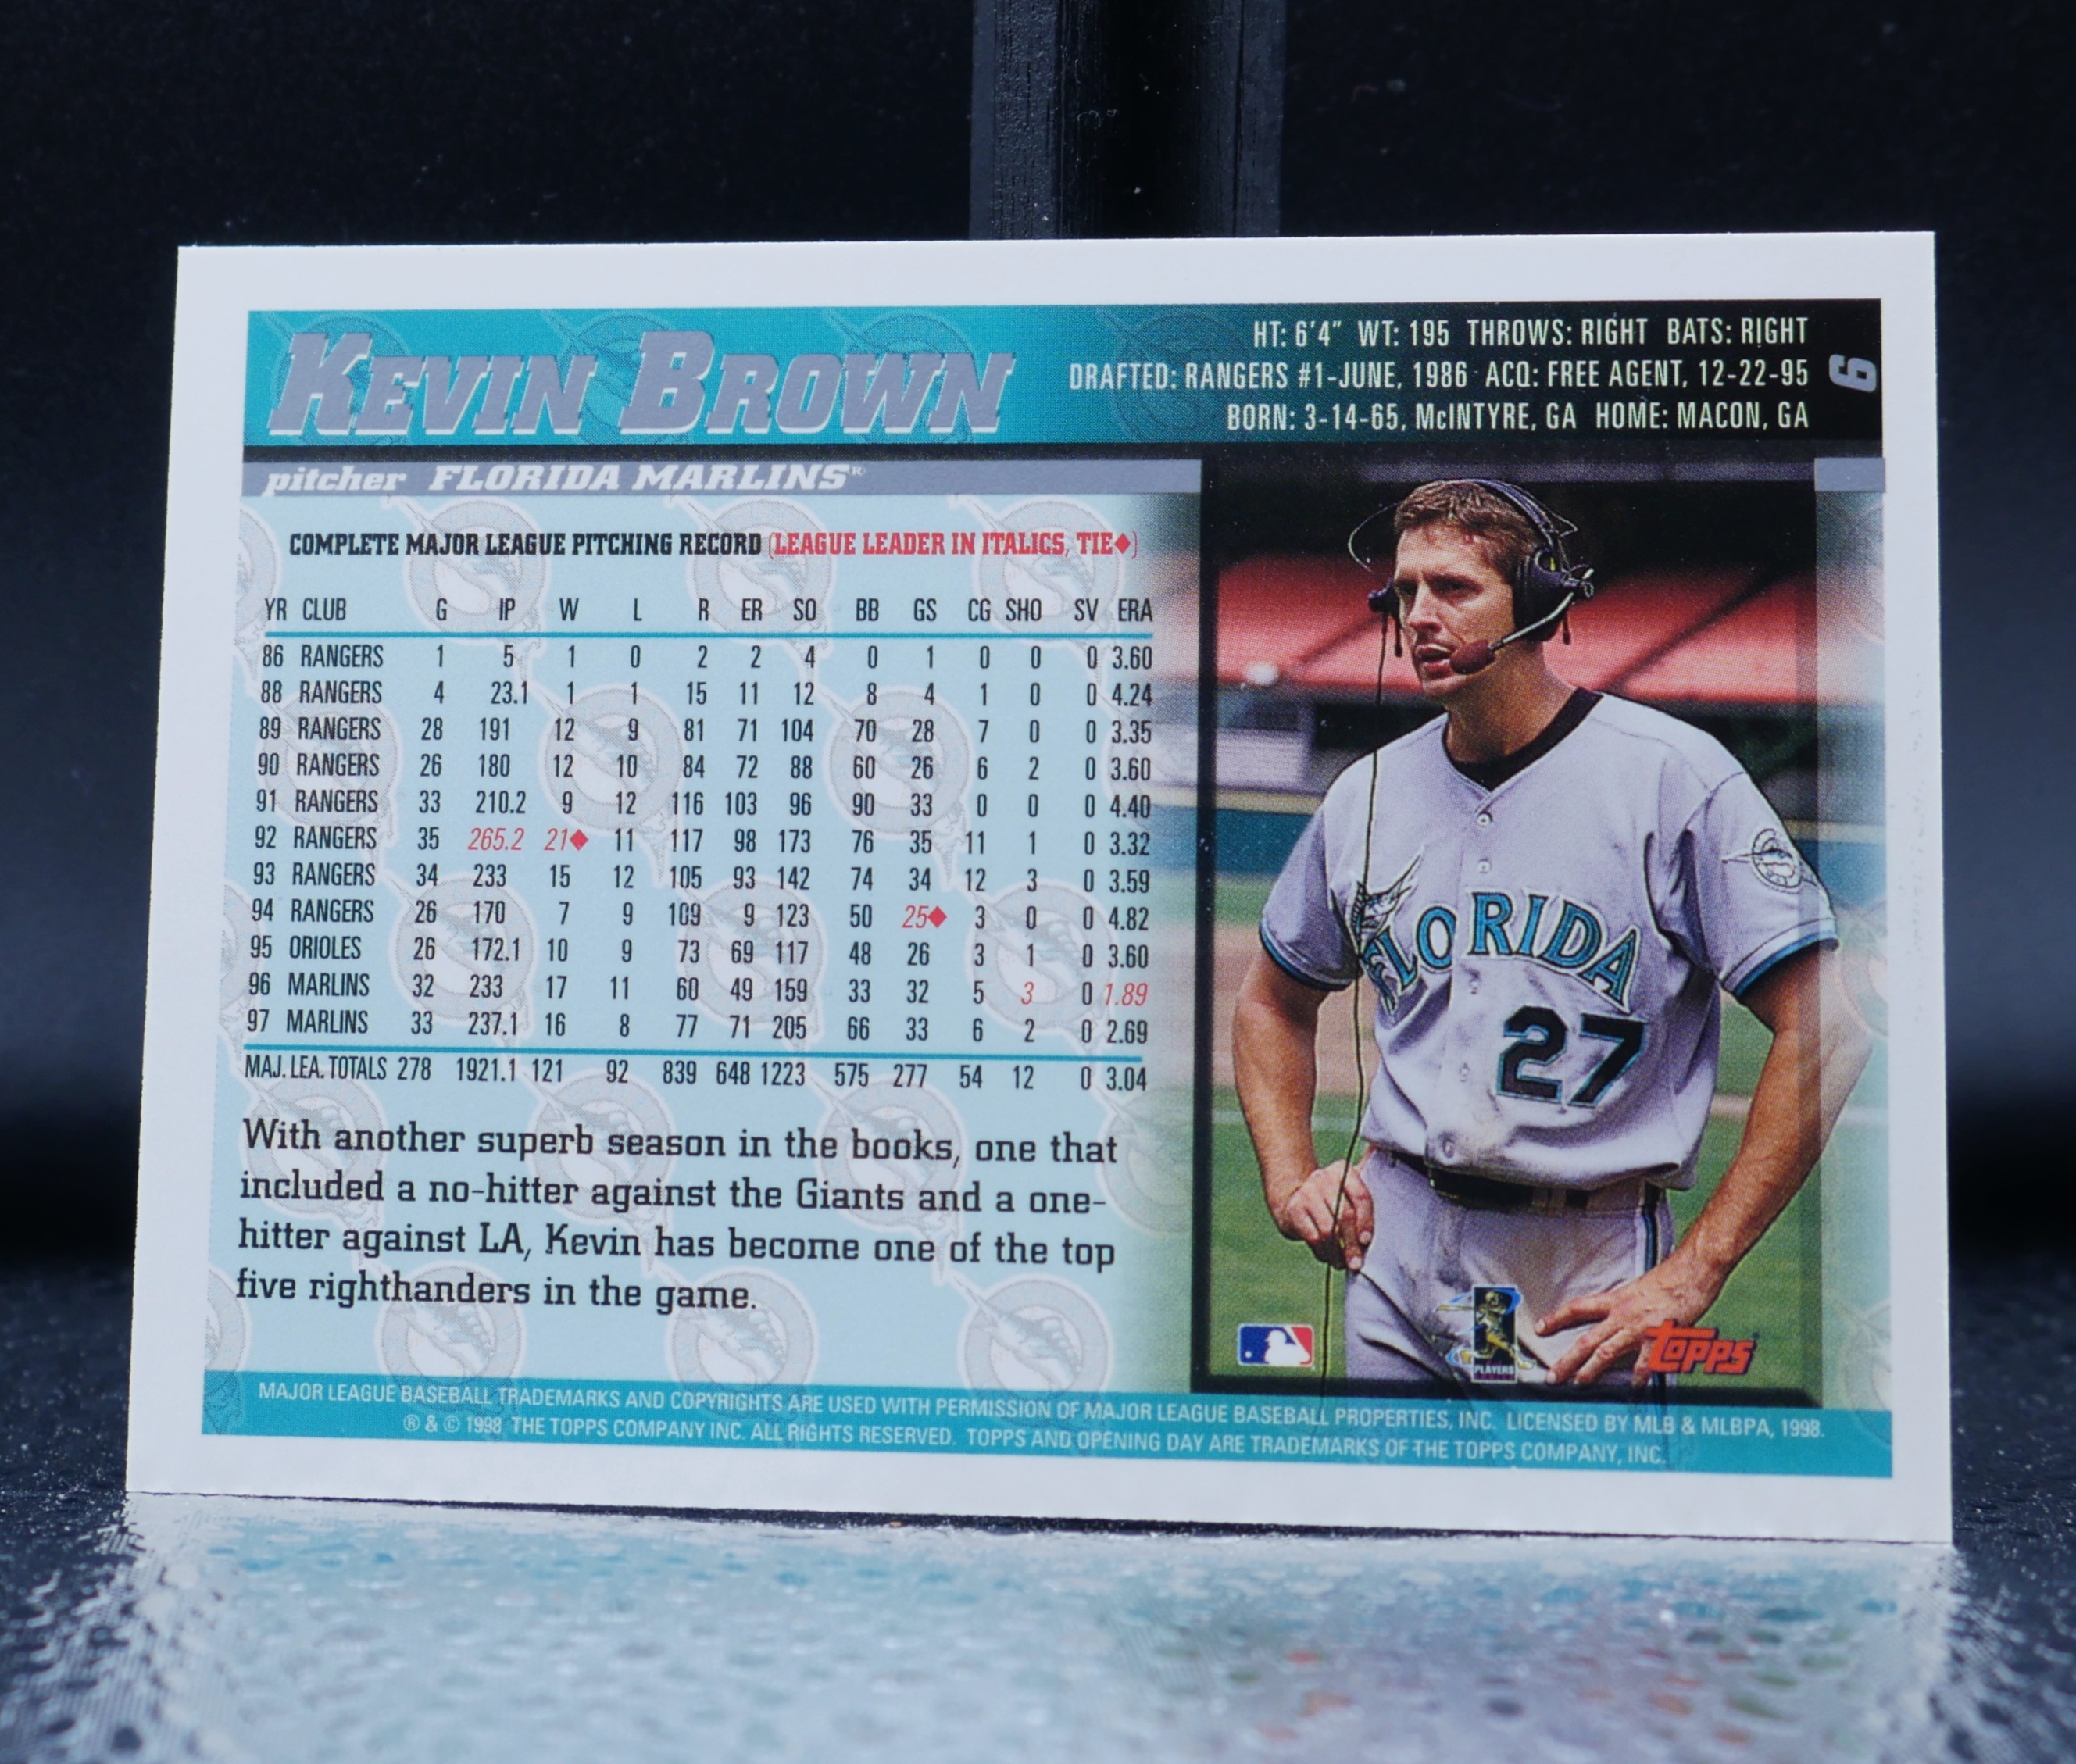 KEVIN BROWN
HT: 6'4" WT: 195 THROWS: RIGHT BATS: RIGHT
DRAFTED: RANGERS #1-JUNE, 1986 ACQ: FREE AGENT, 12-22-95
BORN: 3-14-65, McINTYRE, GA HOME: MACON, GA
6
pitcher FLORIDA MARLINS®
COMPLETE MAJOR LEAGUE PITCHING RECORD (LEAGUE LEADER IN ITALICS, TIE♦)
YR CLUB G IP W L R ER SO BB GS CG SHO SV ERA
86 RANGERS 1 5 1 0 2 2 4 0 1 0 0 0 3.60
88 RANGERS 4 23.1 1 1 15 11 12 8 4 1 0 0 4.24
89 RANGERS 28 191 12 9 81 71 104 70 28 7 0 0 3.35
90 RANGERS 26 180 12 10 84 72 88 60 26 6 2 0 3.60
91 RANGERS 33 210.2 9 12 116 103 96 90 33 0 0 0 4.40
92 RANGERS 35 265.2 21♦ 11 117 98 173 76 35 11 1 0 3.32
93 RANGERS 34 233 15 12 105 93 142 74 34 12 3 0 3.59
94 RANGERS 26 170 7 9 109 9 123 50 25♦ 3 0 0 4.82
95 ORIOLES 26 172.1 10 9 73 69 117 48 26 3 1 0 3.60
96 MARLINS 32 233 17 11 60 49 159 33 32 5 3 0 1.89
97 MARLINS 33 237.1 16 8 77 71 205 66 33 6 2 0 2.69
MAJ. LEA. TOTALS 278 1921.1 121 92 839 648 1223 575 277 54 12 0 3.04
With another superb season in the books, one that
included a no-hitter against the Giants and a one-
hitter against LA, Kevin has become one of the top
five righthanders in the game.
FLORIDA
27
PLAYERS
TOPPS
MAJOR LEAGUE BASEBALL TRADEMARKS AND COPYRIGHTS ARE USED WITH PERMISSION OF MAJOR LEAGUE BASEBALL PROPERTIES, INC. LICENSED BY MLB & MLBPA, 1998.
® & © 1998 THE TOPPS COMPANY INC. ALL RIGHTS RESERVED. TOPPS AND OPENING DAY ARE TRADEMARKS OF THE TOPPS COMPANY, INC.